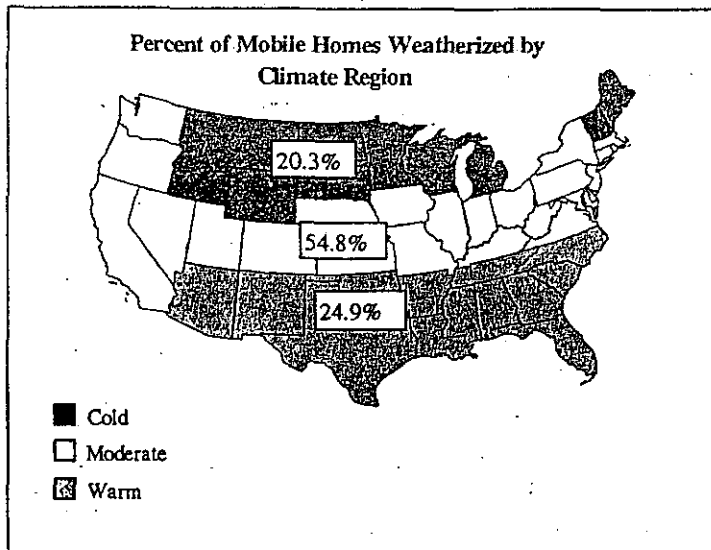 Percent of Mobile Homes Weatherized by
Climate Region
20.3%
54.8%
24.9%
Cold
Moderate
Warm